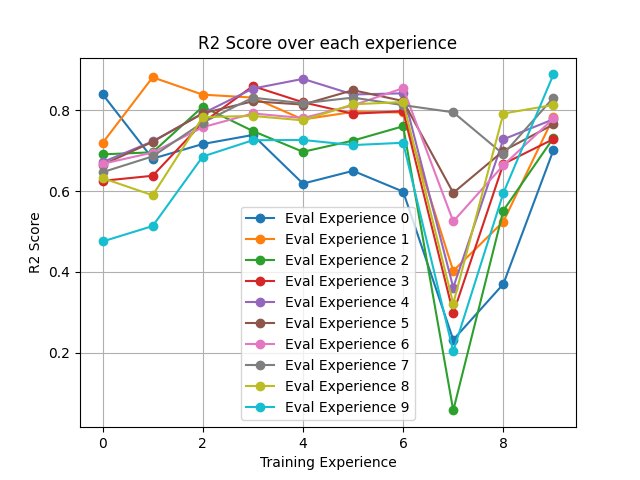 R2 Score over each experience
R2 Score
0.8
0.6
0.4
0.2
Eval Experience 0
Eval Experience 1
Eval Experience 2
Eval Experience 3
Eval Experience 4
Eval Experience 5
Eval Experience 6
Eval Experience 7
Eval Experience 8
Eval Experience 9
0 2 4 6 8
Training Experience